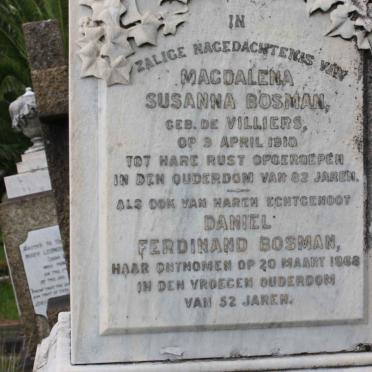 IN
ZALIGE NAGEDACHTENIS VAN
MAGDALENA
SUSANNA BOSMAN,
GEB. DE VILLIERS,
OP 9 APRIL 1910
TOT HARE RUST OPGEROEPEN
IN DEN OUDERDOM VAN 82 JAREN.
ALS OOK VAN HAREN ECHTGENOOT
DANIEL
FERDINAND BOSMAN,
HAAR ONTNOMEN OP 20 MAART 1868
IN DEN VROEGEN OUDERDOM
VAN 52 JAREN.